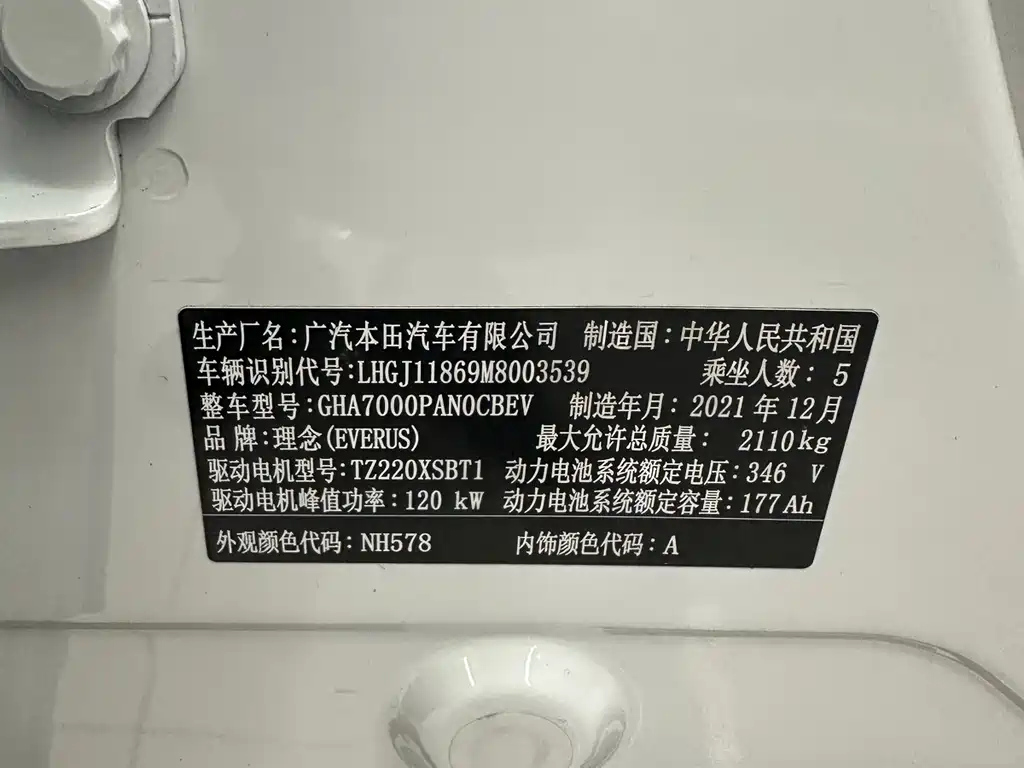 生产厂名:广汽本田汽车有限公司 制造国:中华人民共和国
车辆识别代号:LHGJ11869M8003539 乘坐人数: 5
整车型号:GHA7000PAN0CBEV 制造年月: 2021 年 12 月
品 牌:理念(EVERUS) 最大允许总质量: 2110kg
驱动电机型号:TZ220XSBT1 动力电池系统额定电压:346 V
驱动电机峰值功率:120 kW 动力电池系统额定容量:177Ah
外观颜色代码: NH578 内饰颜色代码: A